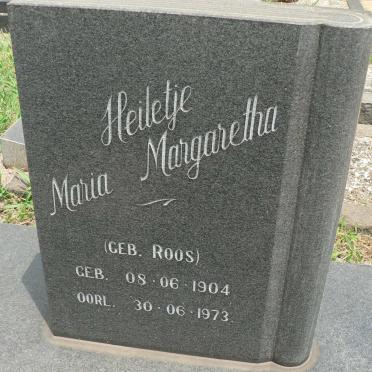 Heiletje
Maria Margaretha
(GEB. ROOS)
GEB. 08·06·1904
OORL. 30·06·1973